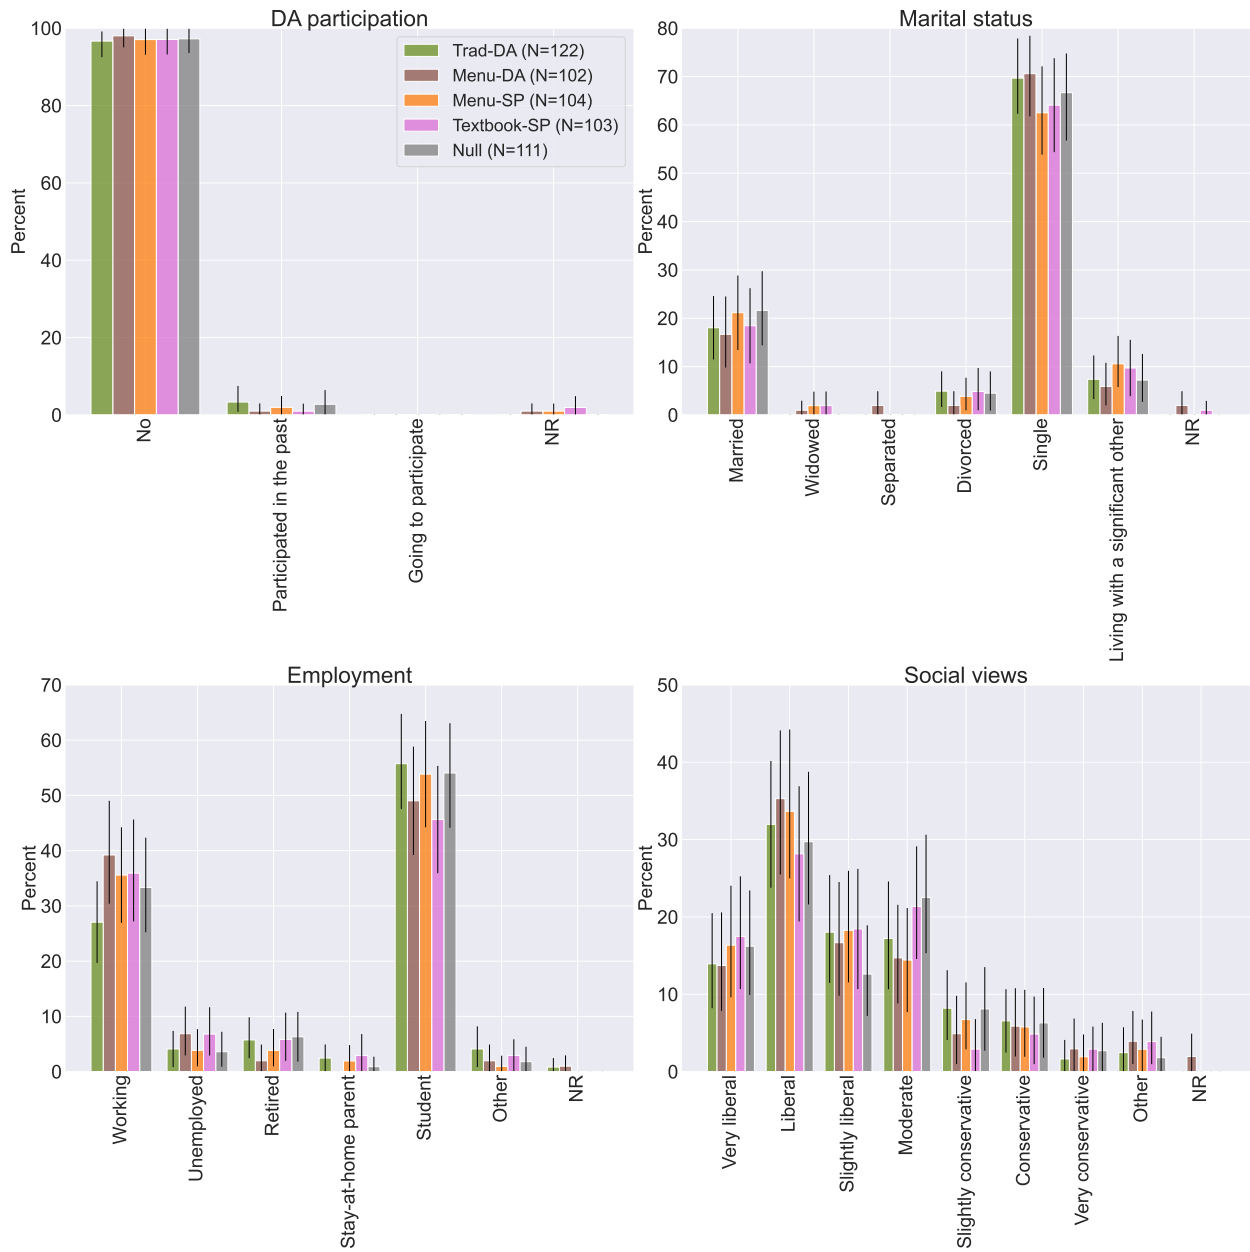 DA participation
100
80
60
40
20
0
Percent
Trad-DA (N=122)
Menu-DA (N=102)
Menu-SP (N=104)
Textbook-SP (N=103)
Null (N=111)
No
Participated in the past
Going to participate
NR
Marital status
80
70
60
50
40
30
20
10
0
Percent
Married
Widowed
Separated
Divorced
Single
Living with a significant other
NR
Employment
70
60
50
40
30
20
10
0
Percent
Working
Unemployed
Retired
Stay-at-home parent
Student
Other
NR
Social views
50
40
30
20
10
0
Percent
Very liberal
Liberal
Slightly liberal
Moderate
Slightly conservative
Conservative
Very conservative
Other
NR